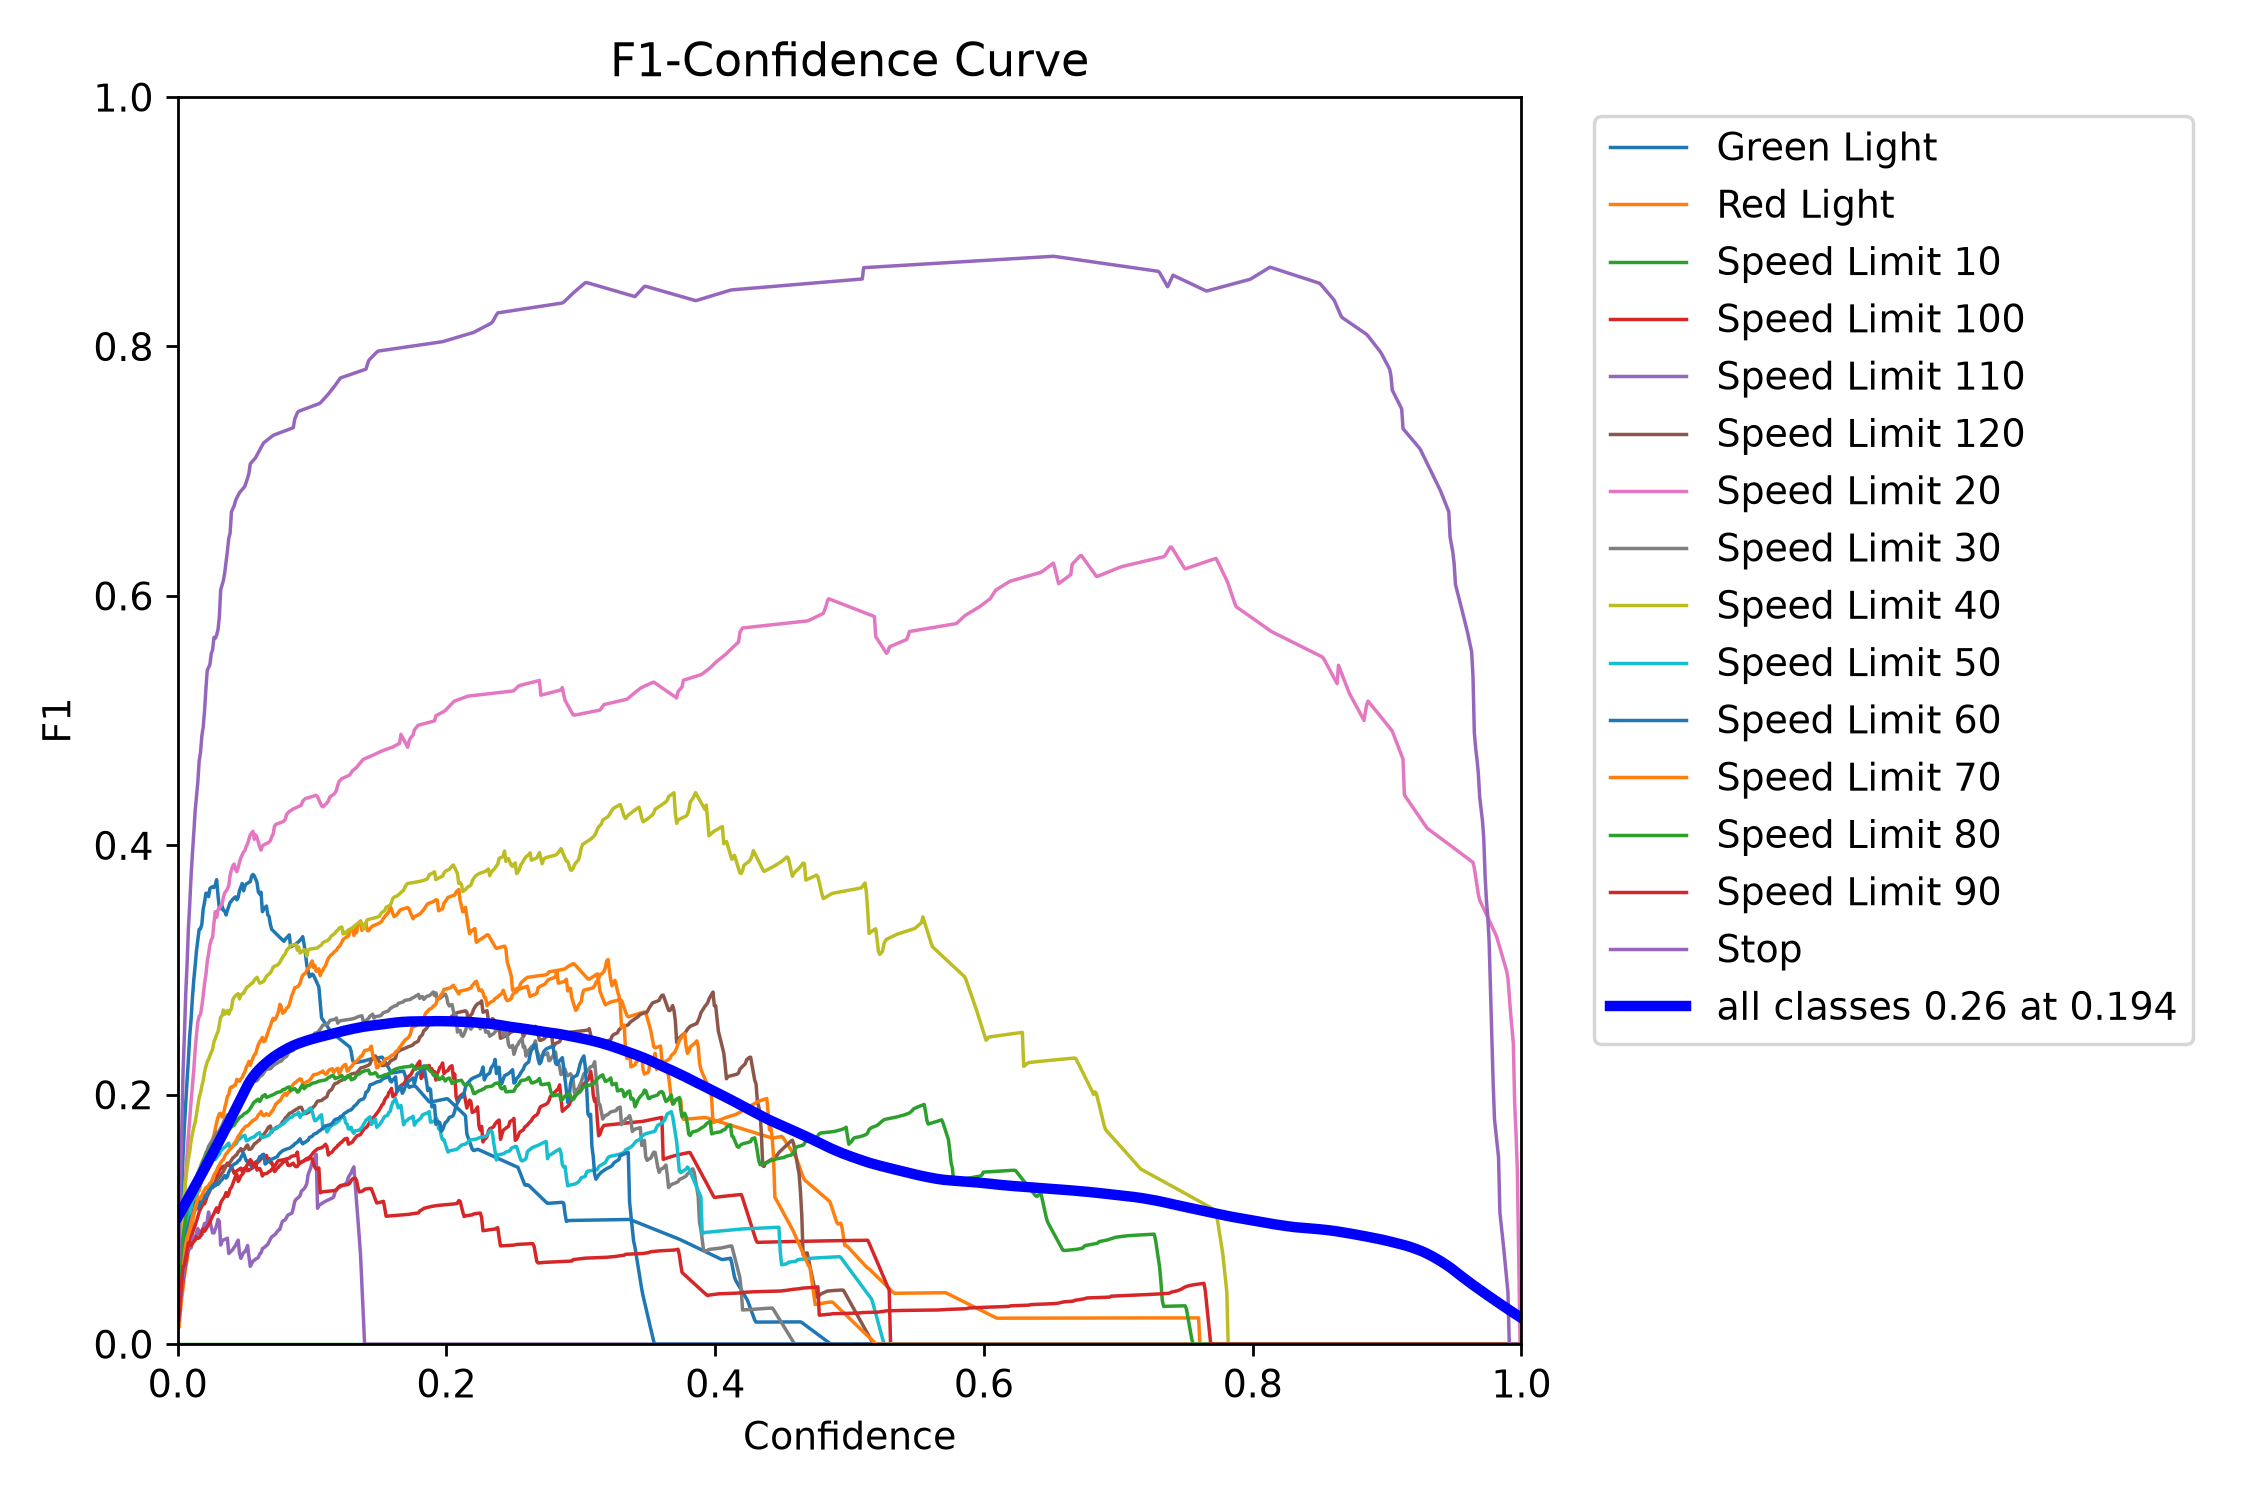 F1-Confidence Curve
1.0
0.8
0.6
0.4
0.2
0.0
F1
0.0 0.2 0.4 0.6 0.8 1.0
Confidence
Green Light
Red Light
Speed Limit 10
Speed Limit 100
Speed Limit 110
Speed Limit 120
Speed Limit 20
Speed Limit 30
Speed Limit 40
Speed Limit 50
Speed Limit 60
Speed Limit 70
Speed Limit 80
Speed Limit 90
Stop
all classes 0.26 at 0.194